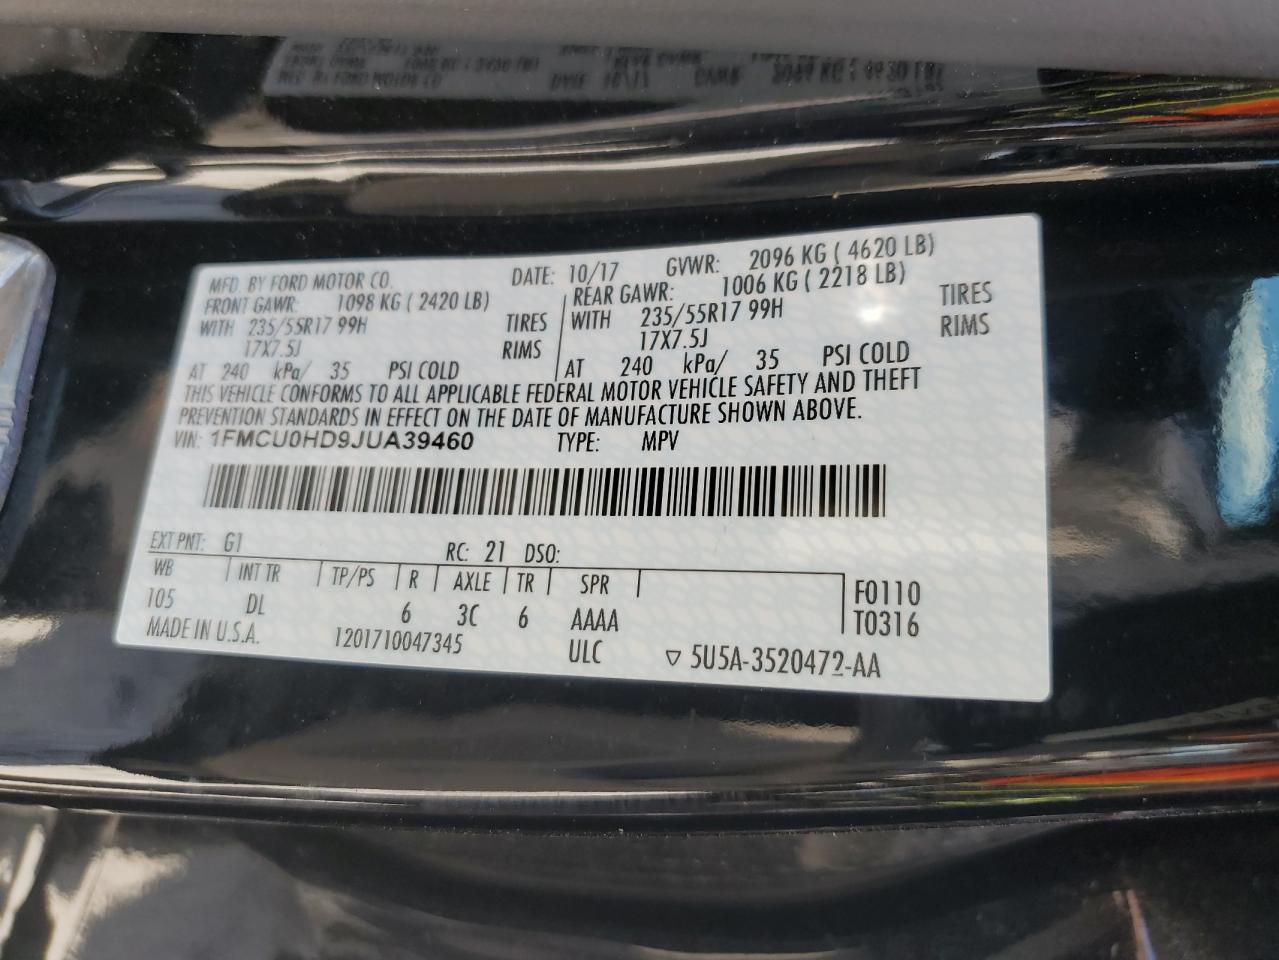 MFD. BY FORD MOTOR CO. DATE: 10/17 GVWR: 2096 KG ( 4620 LB)
FRONT GAWR: 1098 KG ( 2420 LB) REAR GAWR: 1006 KG ( 2218 LB)
WITH 235/55R17 99H TIRES WITH 235/55R17 99H TIRES
17X7.5J RIMS 17X7.5J RIMS
AT 240 kPa/ 35 PSI COLD AT 240 kPa/ 35 PSI COLD
THIS VEHICLE CONFORMS TO ALL APPLICABLE FEDERAL MOTOR VEHICLE SAFETY AND THEFT
PREVENTION STANDARDS IN EFFECT ON THE DATE OF MANUFACTURE SHOWN ABOVE.
VIN: 1FMCU0HD9JUA39460 TYPE: MPV
EXT PNT: G1 RC: 21 DSO:
WB INT TR TP/PS R AXLE TR SPR F0110
105 DL 6 3C 6 AAAA T0316
MADE IN U.S.A. 1201710047345 ULC ▽ 5U5A-3520472-AA